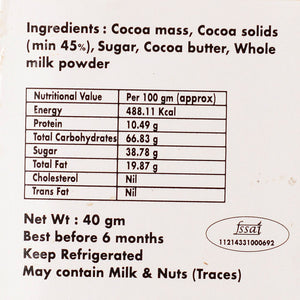 Ingredients : Cocoa mass, Cocoa solids
(min 45%), Sugar, Cocoa butter, Whole
milk powder
Nutritional Value Per 100 gm (approx)
Energy 488.11 Kcal
Protein 10.49 g
Total Carbohydrates 66.83 g
Sugar 38.78 g
Total Fat 19.87 g
Cholesterol Nil
Trans Fat Nil
Net Wt : 40 gm
Best before 6 months
Keep Refrigerated
May contain Milk & Nuts (Traces)
fssai
11214331000692